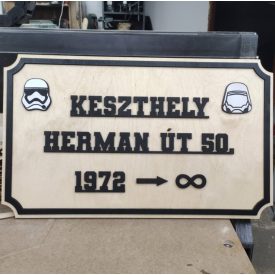 KESZTHELY
HERMAN ÚT 50.
1972 → ∞